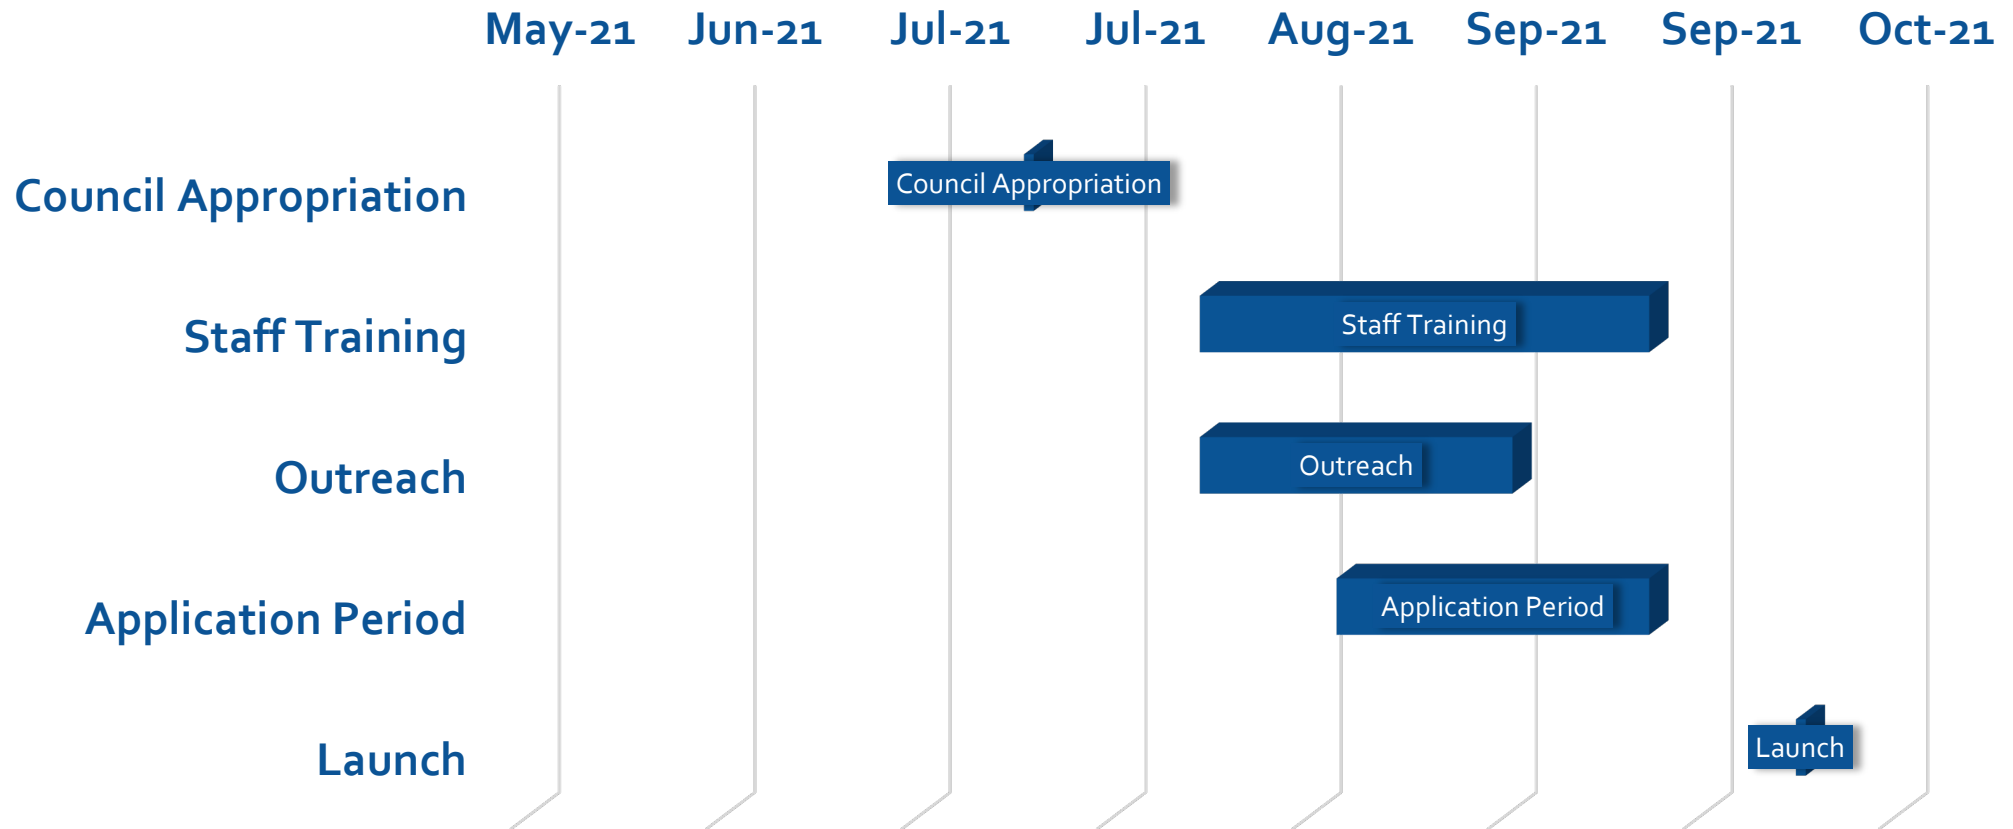 May-21 Jun-21 Jul-21 Jul-21 Aug-21 Sep-21 Sep-21 Oct-21
Council Appropriation Council Appropriation
Staff Training Staff Training
Outreach Outreach
Application Period Application Period
Launch Launch